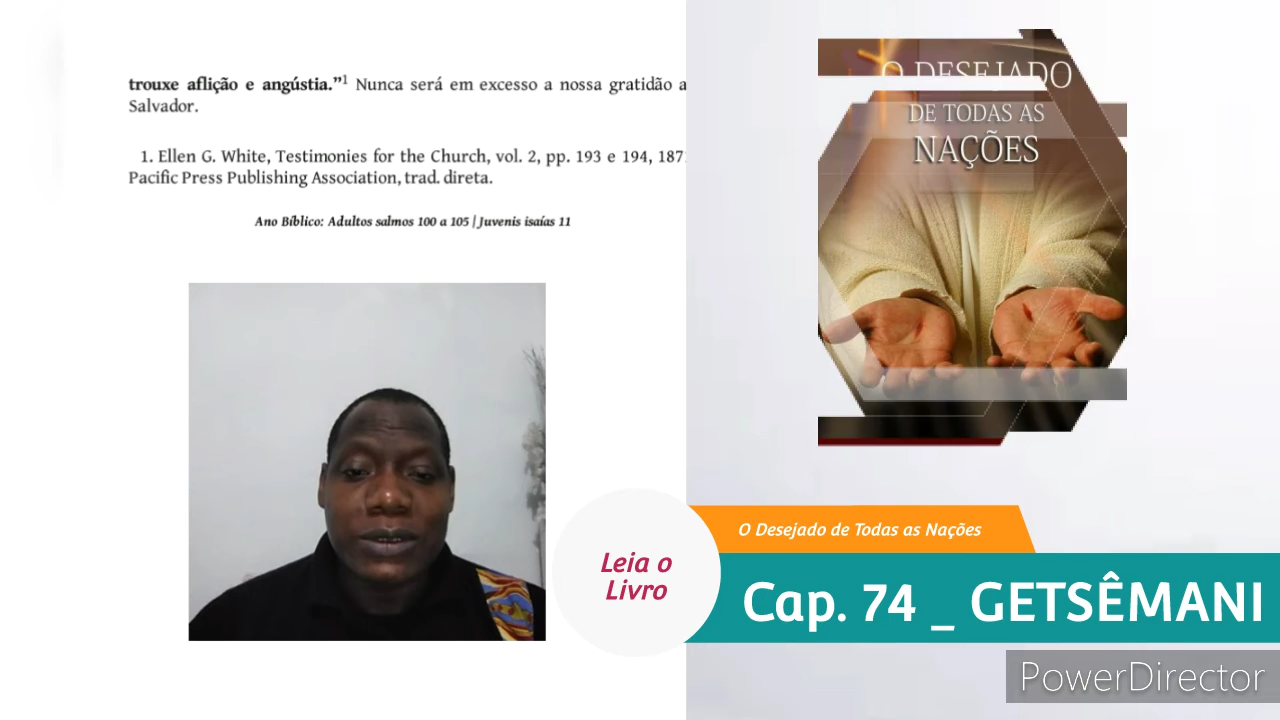 trouxe aflição e angústia.”¹ Nunca será em excesso a nossa gratidão a
Salvador.
1. Ellen G. White, Testimonies for the Church, vol. 2, pp. 193 e 194, 187
Pacific Press Publishing Association, trad. direta.
Ano Bíblico: Adultos salmos 100 a 105 | Juvenis isaías 11
O DESEJADO
DE TODAS AS
NAÇÕES
O Desejado de Todas as Nações
Leia o
Livro
Cap. 74 _ GETSÊMANI
PowerDirector